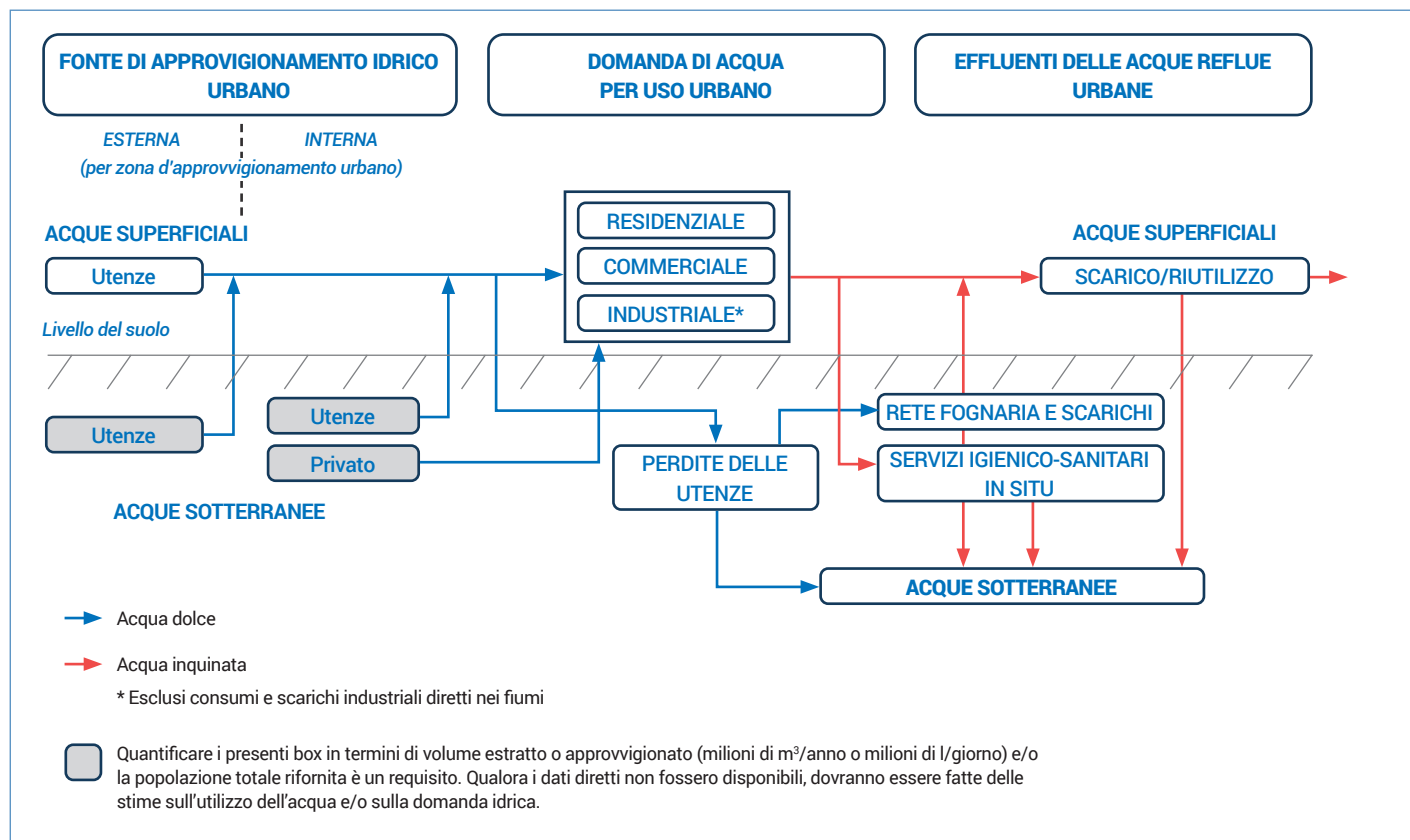 FONTE DI APPROVIGIONAMENTO IDRICO
URBANO
DOMANDA DI ACQUA
PER USO URBANO
EFFLUENTI DELLE ACQUE REFLUE
URBANE
ESTERNA
INTERNA
(per zona d'approvvigionamento urbano)
ACQUE SUPERFICIALI
Utenze
RESIDENZIALE
COMMERCIALE
INDUSTRIALE*
ACQUE SUPERFICIALI
SCARICO/RIUTILIZZO
Livello del suolo
Utenze
Utenze
Privato
ACQUE SOTTERRANEE
PERDITE DELLE
UTENZE
RETE FOGNARIA E SCARICHI
SERVIZI IGIENICO-SANITARI
IN SITU
ACQUE SOTTERRANEE
Acqua dolce
Acqua inquinata
* Esclusi consumi e scarichi industriali diretti nei fiumi
Quantificare i presenti box in termini di volume estratto o approvvigionato (milioni di m³/anno o milioni di l/giorno) e/o
la popolazione totale rifornita è un requisito. Qualora i dati diretti non fossero disponibili, dovranno essere fatte delle
stime sull'utilizzo dell'acqua e/o sulla domanda idrica.